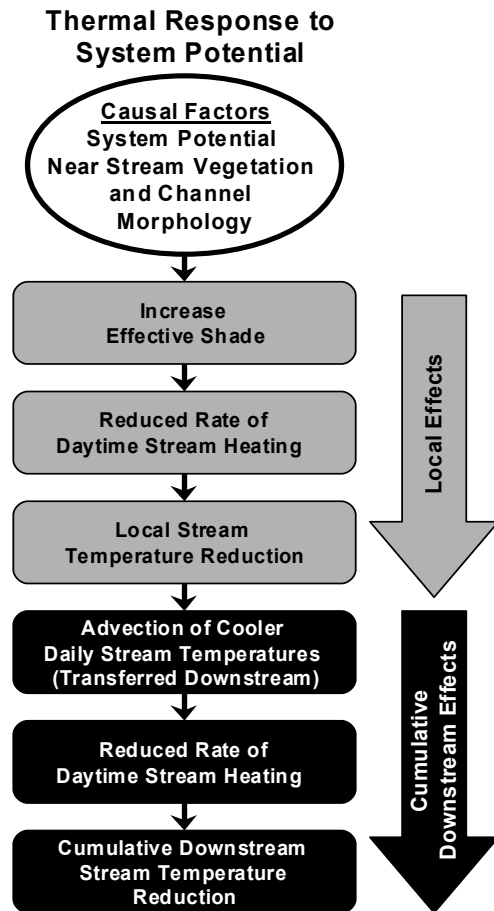 Thermal Response to
System Potential
Causal Factors
System Potential
Near Stream Vegetation
and Channel
Morphology
Increase
Effective Shade
Reduced Rate of
Daytime Stream Heating
Local Stream
Temperature Reduction
Local Effects
Advection of Cooler
Daily Stream Temperatures
(Transferred Downstream)
Reduced Rate of
Daytime Stream Heating
Cumulative Downstream
Stream Temperature
Reduction
Cumulative
Downstream Effects